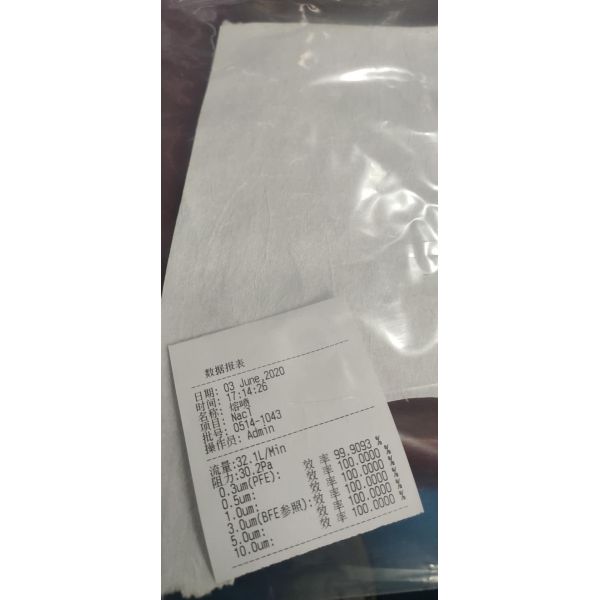 数据报表
日期: 03 June,2020
时间: 17:14:26
名称: 熔喷
项目: Nacl
批号: 0514-1043
操作员: Admin
流量:32.1L/Min
阻力:30.2Pa
0.3um(PFE): 效 率 99.9093 %
0.5um: 效 率 100.0000 %
1.0um: 效 率 100.0000 %
3.0um(BFE参照): 效 率 100.0000 %
5.0um: 效 率 100.0000 %
10.0um: 效 率 100.0000 %